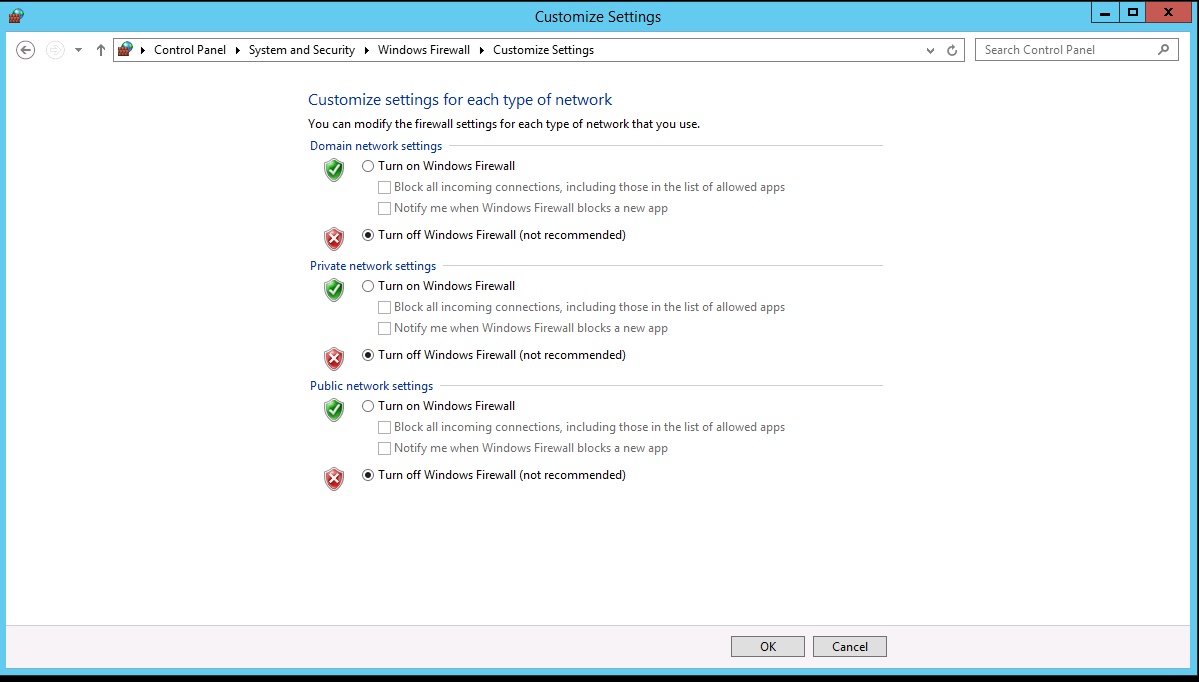 Customize Settings
Control Panel System and Security Windows Firewall Customize Settings
Search Control Panel
Customize settings for each type of network
You can modify the firewall settings for each type of network that you use.
Domain network settings
Turn on Windows Firewall
Block all incoming connections, including those in the list of allowed apps
Notify me when Windows Firewall blocks a new app
Turn off Windows Firewall (not recommended)
Private network settings
Turn on Windows Firewall
Block all incoming connections, including those in the list of allowed apps
Notify me when Windows Firewall blocks a new app
Turn off Windows Firewall (not recommended)
Public network settings
Turn on Windows Firewall
Block all incoming connections, including those in the list of allowed apps
Notify me when Windows Firewall blocks a new app
Turn off Windows Firewall (not recommended)
OK Cancel